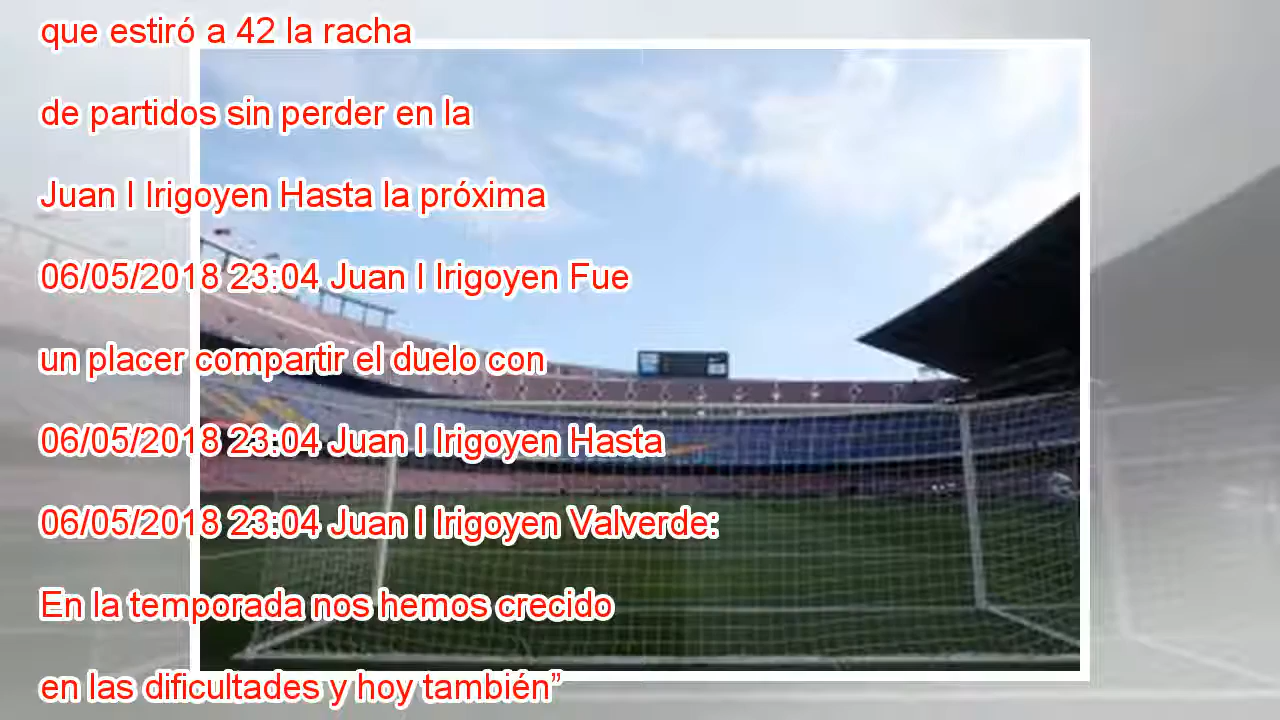 que estiró a 42 la racha
de partidos sin perder en la
Juan I Irigoyen Hasta la próxima
06/05/2018 23:04 Juan I Irigoyen Fue
un placer compartir el duelo con
06/05/2018 23:04 Juan I Irigoyen Hasta
06/05/2018 23:04 Juan I Irigoyen Valverde:
En la temporada nos hemos crecido
en las dificultades y hoy también”